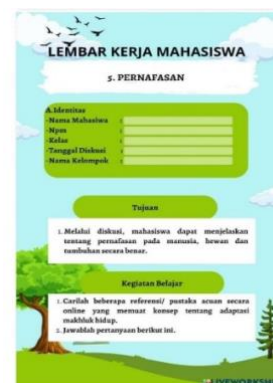 LEMBAR KERJA MAHASISWA
5. PERNAFASAN
A.Identitas
-Nama Mahasiwa :
-Npm :
-Kelas :
-Tanggal Diskusi :
-Nama Kelompok :
Tujuan
1. Melalui diskusi, mahasiswa dapat menjelaskan
tentang pernafasan pada manusia, hewan dan
tumbuhan secara benar.
Kegiatan Belajar
1. Carilah beberapa referensi/ pustaka acuan secara
online yang memuat konsep tentang adaptasi
makhluk hidup.
2. Jawablah pertanyaan berikut ini.
LIVEWORKSHEETS